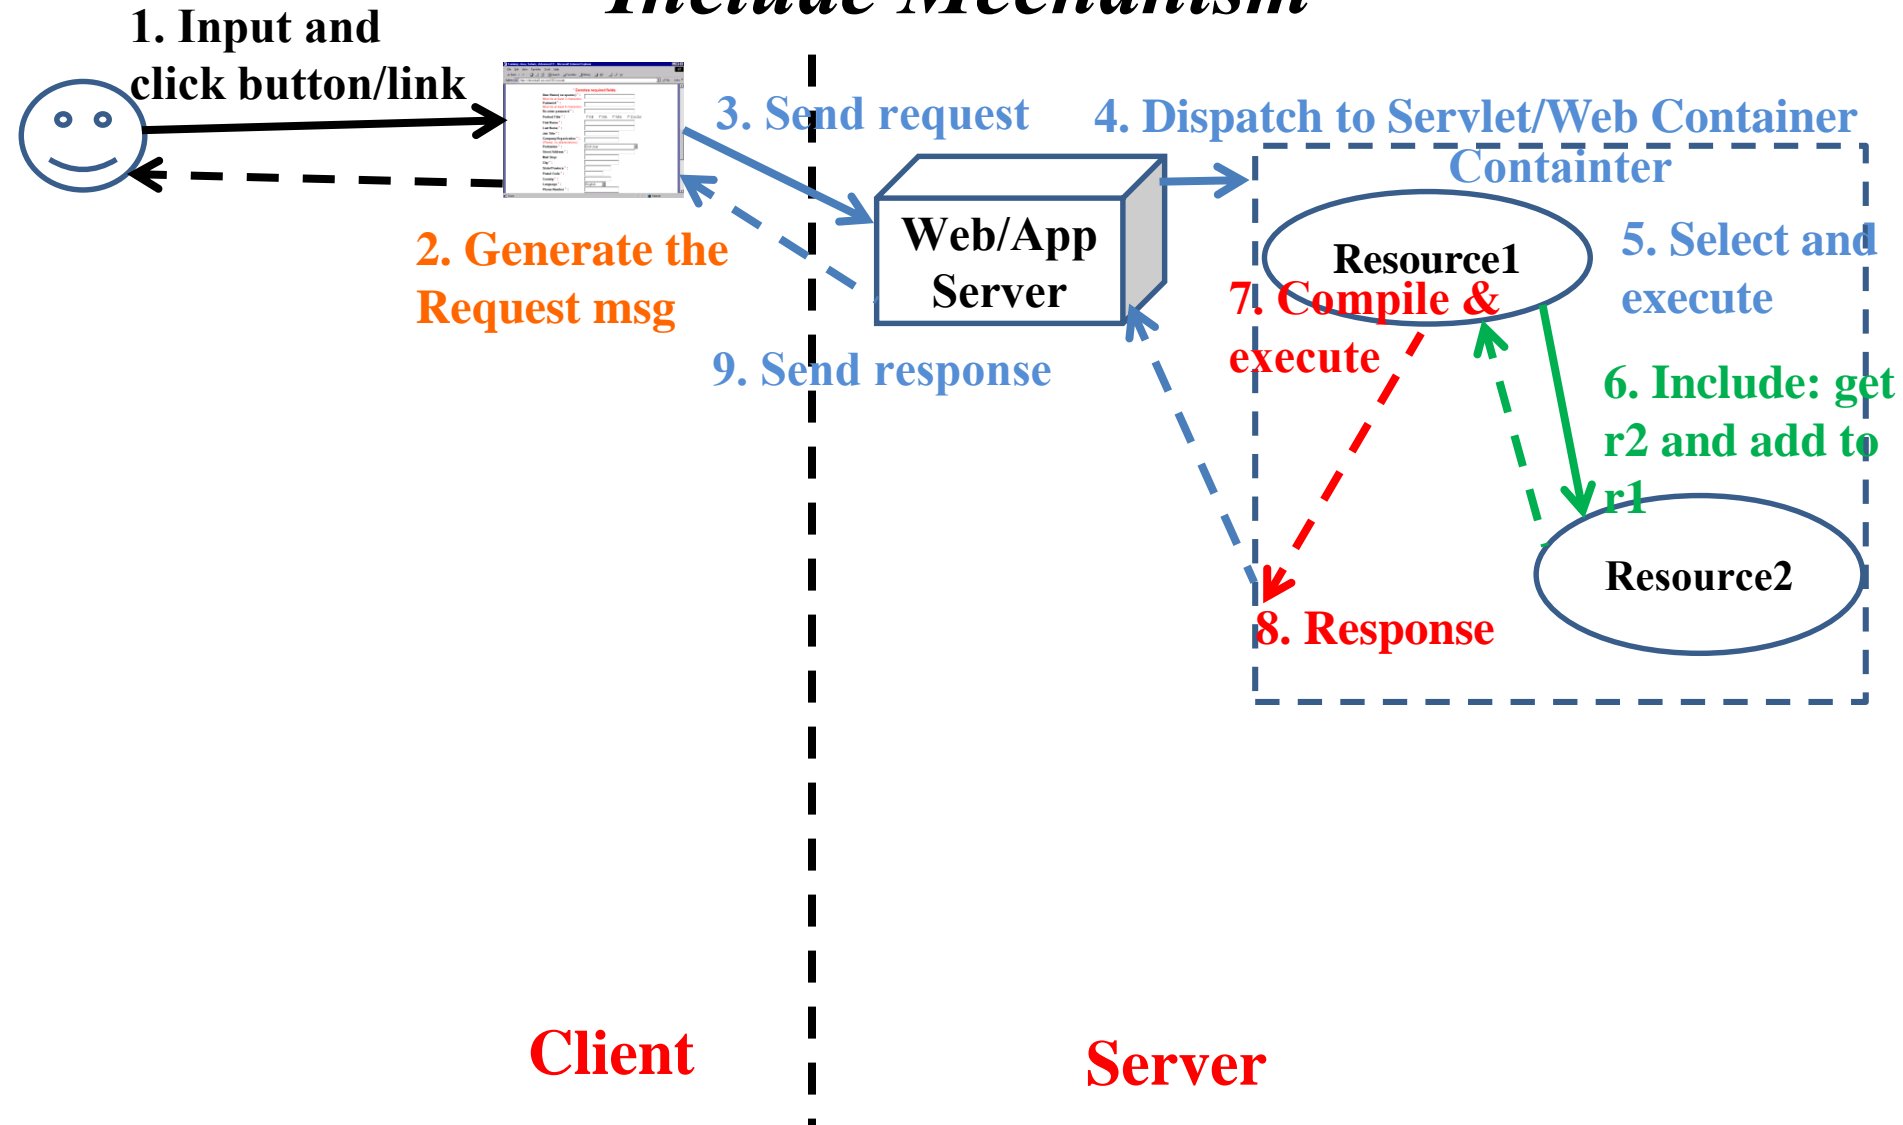 Include Mechanism
1. Input and
click button/link
3. Send request
4. Dispatch to Servlet/Web Container
Containter
Web/App
Server
Resource1
5. Select and
execute
2. Generate the
Request msg
7. Compile &
execute
9. Send response
6. Include: get
r2 and add to
r1
Resource2
8. Response
Client
Server